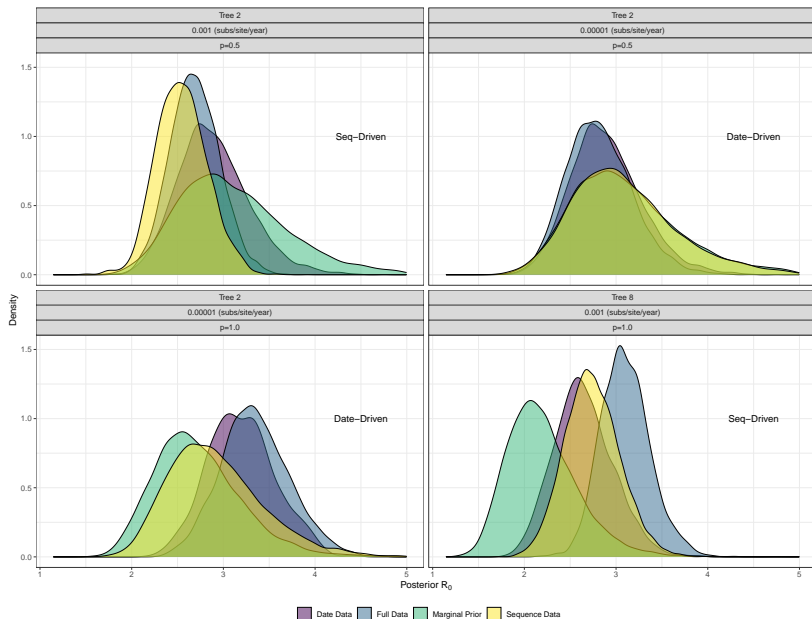 Tree 2
0.001 (subs/site/year)
p=0.5
Seq−Driven
Tree 2
0.00001 (subs/site/year)
p=0.5
Date−Driven
Tree 2
0.00001 (subs/site/year)
p=1.0
Date−Driven
Tree 8
0.001 (subs/site/year)
p=1.0
Seq−Driven
1.5
1.0
0.5
0.0
1.5
1.0
0.5
0.0
Density
1 2 3 4 5 1 2 3 4 5
Posterior R0
Date Data Full Data Marginal Prior Sequence Data